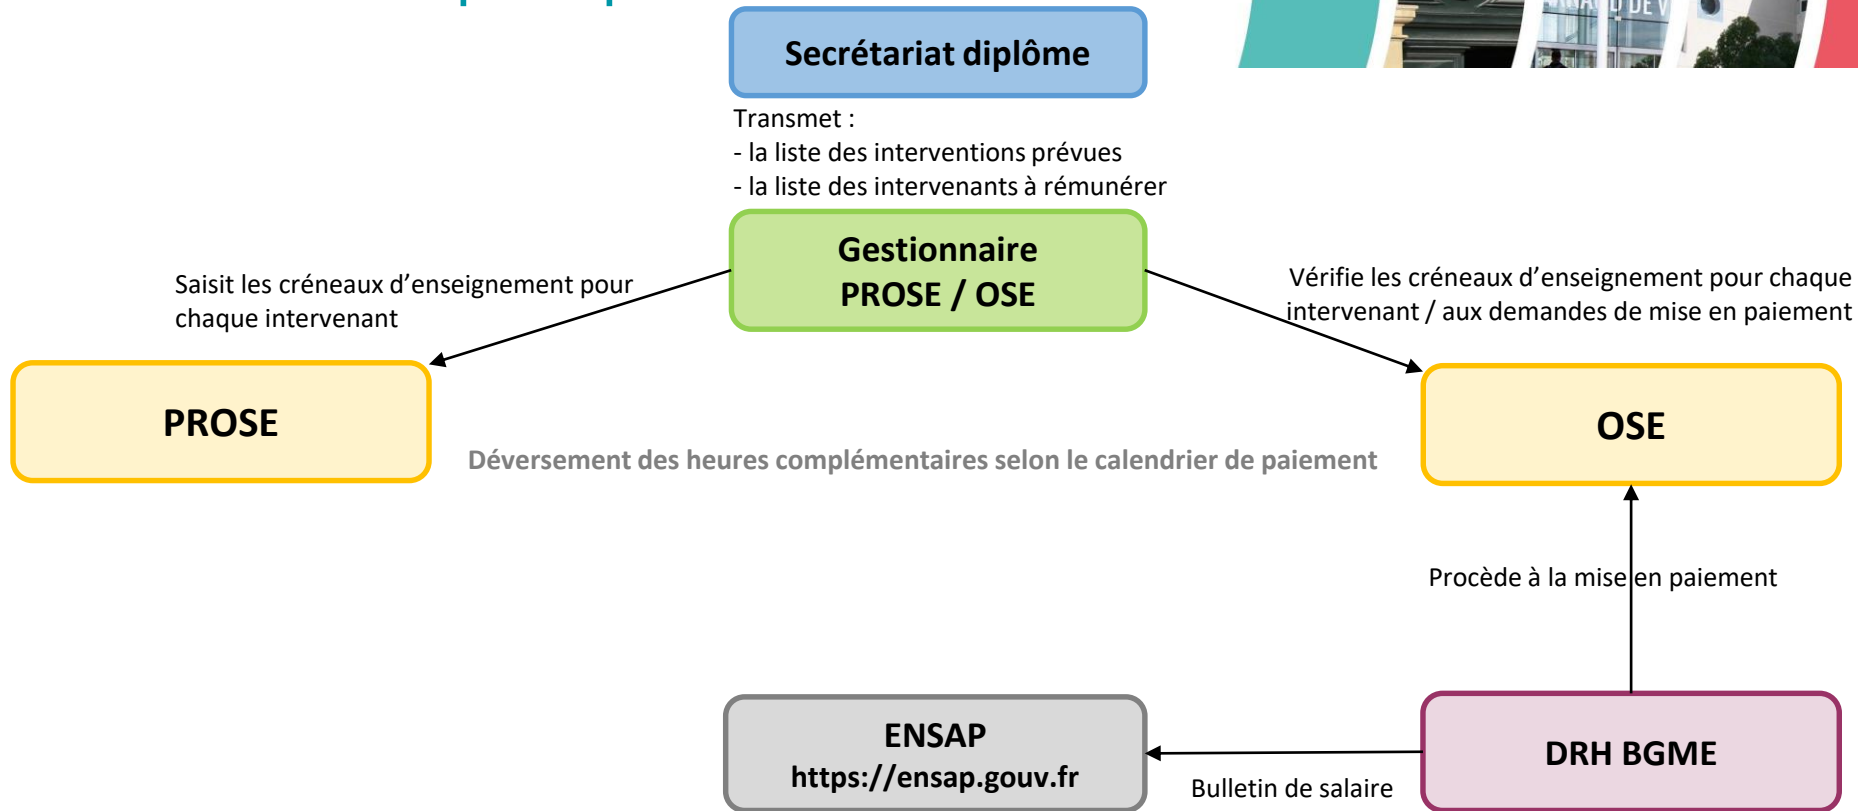 Secrétariat diplôme
Transmet :
- la liste des interventions prévues
- la liste des intervenants à rémunérer
Gestionnaire
PROSE / OSE
Saisit les créneaux d’enseignement pour
chaque intervenant
Vérifie les créneaux d’enseignement pour chaque
intervenant / aux demandes de mise en paiement
PROSE
OSE
Déversement des heures complémentaires selon le calendrier de paiement
Procède à la mise en paiement
ENSAP
https://ensap.gouv.fr
DRH BGME
Bulletin de salaire